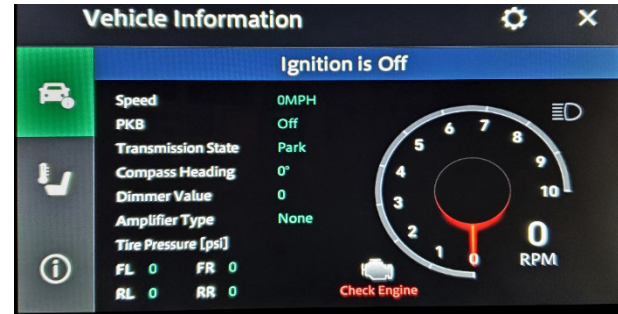 Vehicle Information
Ignition is Off
Speed 0MPH
PKB Off
Transmission State Park
Compass Heading 0°
Dimmer Value 0
Amplifier Type None
Tire Pressure [psi]
FL 0 FR 0
RL 0 RR 0
0 1 2 3 4 5 6 7 8 9 10
0
RPM
Check Engine